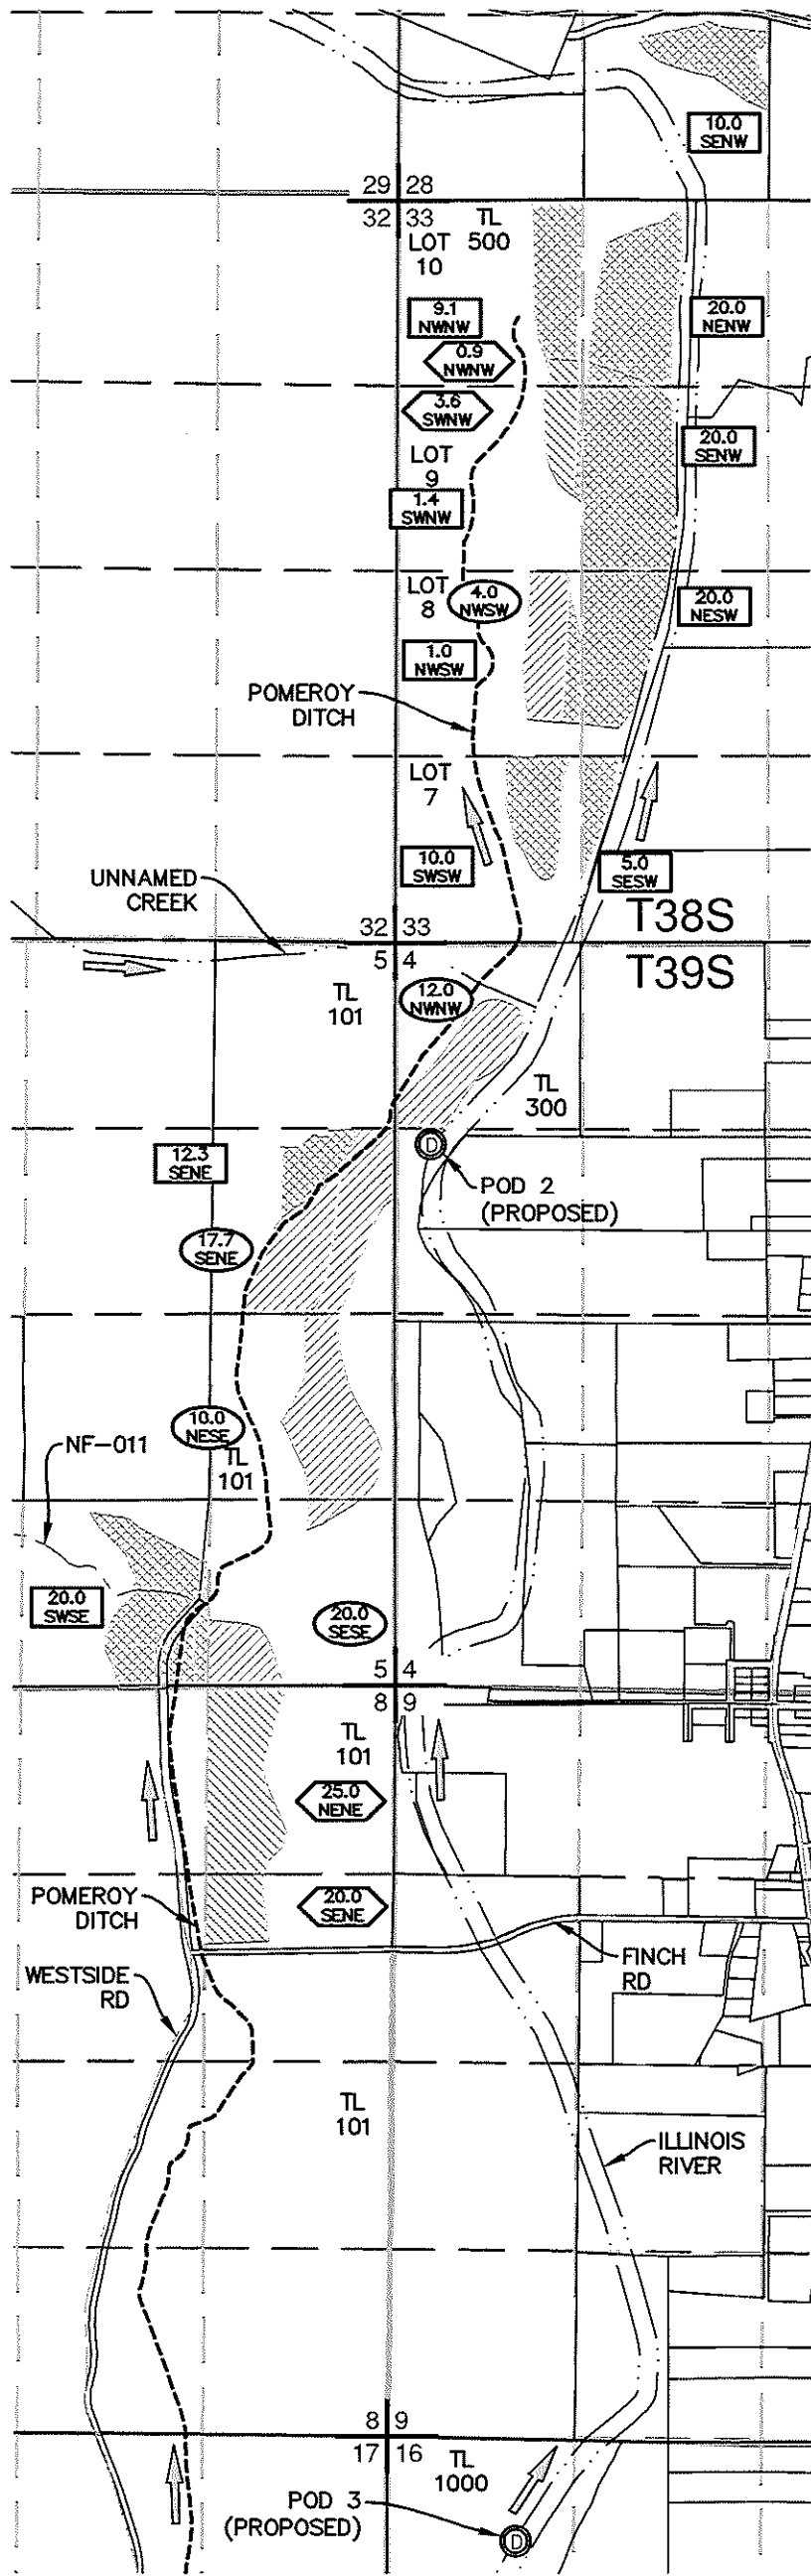 10.0
SENW
29 28
32 33
TL
500
LOT
10
9.1
NWNW
20.0
NENW
0.9
NWNW
3.6
SWNW
20.0
SENW
LOT
9
1.4
SWNW
LOT
8
4.0
NWSW
20.0
NESW
1.0
NWSW
POMEROY
DITCH
LOT
7
10.0
SWSW
5.0
SESW
UNNAMED
CREEK
T38S
32 33
5 4
T39S
TL
101
12.0
NWNW
TL
300
12.3
SENE
POD 2
(PROPOSED)
17.7
SENE
10.0
NESE
NF-011
TL
101
20.0
SWSE
20.0
SESE
5 4
8 9
TL
101
25.0
NENE
POMEROY
DITCH
20.0
SENE
FINCH
RD
WESTSIDE
RD
TL
101
ILLINOIS
RIVER
8 9
17 16
TL
1000
POD 3
(PROPOSED)
D
D